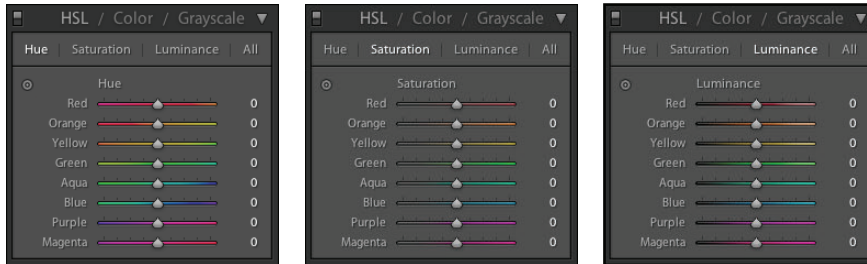 HSL / Color / Grayscale ▼
Hue | Saturation | Luminance | All
Hue
Red 0
Orange 0
Yellow 0
Green 0
Aqua 0
Blue 0
Purple 0
Magenta 0
HSL / Color / Grayscale ▼
Hue | Saturation | Luminance | All
Saturation
Red 0
Orange 0
Yellow 0
Green 0
Aqua 0
Blue 0
Purple 0
Magenta 0
HSL / Color / Grayscale ▼
Hue | Saturation | Luminance | All
Luminance
Red 0
Orange 0
Yellow 0
Green 0
Aqua 0
Blue 0
Purple 0
Magenta 0